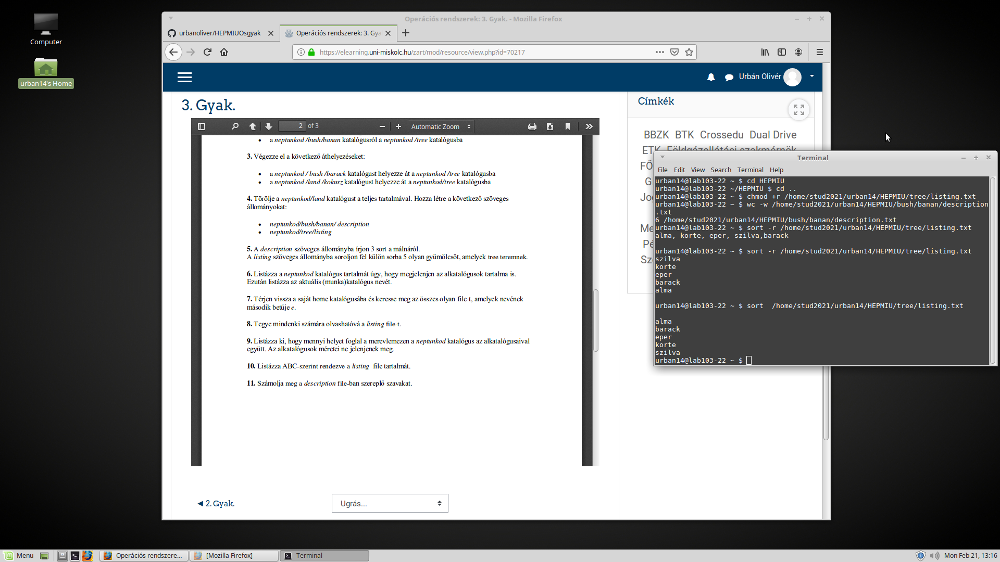 Computer
urban14's Home
Operációs rendszerek: 3. Gyak. - Mozilla Firefox
urbanoliver/HEPMIUOsgyak
Operációs rendszerek: 3. Gya
https://elearning.uni-miskolc.hu/zart/mod/resource/view.php?id=70217
Urbán Olivér
3. Gyak.
2 of 3
Automatic Zoom
a neptunkod /bush/banan katalógusról a neptunkod /tree katalógusba
3. Végezze el a következő áthelyezéseket:
a neptunkod / bush /barack katalógust helyezze át a neptunkod /tree katalógusba
a neptunkod /land /kokusz katalógust helyezze át a neptunkod/tree katalógusba
4. Törölje a neptunkod/land katalógust a teljes tartalmával. Hozza létre a következő szöveges
állományokat:
neptunkod/bush/banan/ description
neptunkod/tree/listing
5. A description szöveges állományba írjon 3 sort a málnáról.
A listing szöveges állományba soroljon fel külön sorba 5 olyan gyümölcsöt, amelyek tree teremnek.
6. Listázza a neptunkod katalógus tartalmát úgy, hogy megjelenjen az alkatalógusok tartalma is.
Ezután listázza az aktuális (munka)katalógus nevét.
7. Térjen vissza a saját home katalógusába és keresse meg az összes olyan file-t, amelyek nevének
második betűje e.
8. Tegye mindenki számára olvashatóvá a listing file-t.
9. Listázza ki, hogy mennyi helyet foglal a merevlemezen a neptunkod katalógus az alkatalógusaival
együtt. Az alkatalógusok méretei ne jelenjenek meg.
10. Listázza ABC-szerint rendezve a listing file tartalmát.
11. Számolja meg a description file-ban szereplő szavakat.
◄ 2. Gyak.
Ugrás...
Címkék
BBZK BTK Crossedu Dual Drive
ETK Földgázellátási szakmérnök
FŐ
G
Jog
Me
Pé
Sz
Terminal
File Edit View Search Terminal Help
urban14@lab103-22 ~ $ cd HEPMIU
urban14@lab103-22 ~/HEPMIU $ cd ..
urban14@lab103-22 ~ $ chmod +r /home/stud2021/urban14/HEPMIU/tree/listing.txt
urban14@lab103-22 ~ $ wc -w /home/stud2021/urban14/HEPMIU/bush/banan/description
.txt
6 /home/stud2021/urban14/HEPMIU/bush/banan/description.txt
urban14@lab103-22 ~ $ sort -r /home/stud2021/urban14/HEPMIU/tree/listing.txt
alma, korte, eper, szilva,barack
urban14@lab103-22 ~ $ sort -r /home/stud2021/urban14/HEPMIU/tree/listing.txt
szilva
korte
eper
barack
alma
urban14@lab103-22 ~ $ sort  /home/stud2021/urban14/HEPMIU/tree/listing.txt
alma
barack
eper
korte
szilva
urban14@lab103-22 ~ $
Menu
Operációs rendszere...
[Mozilla Firefox]
Terminal
Mon Feb 21, 13:16